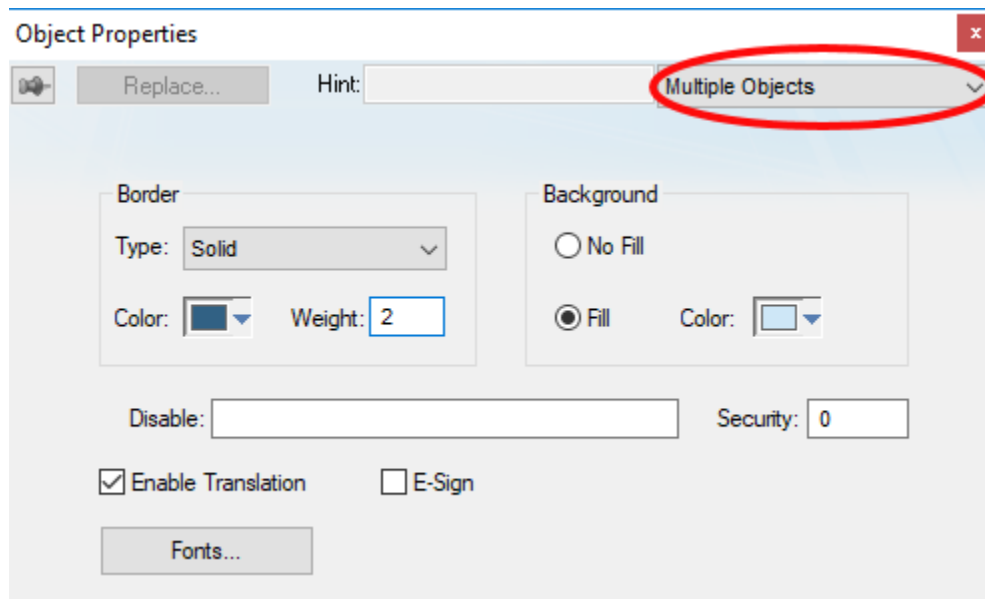 Object Properties
x
Replace... Hint: Multiple Objects
Border
Type: Solid
Color: Weight: 2
Background
No Fill
Fill Color:
Disable: Security: 0
Enable Translation E-Sign
Fonts...